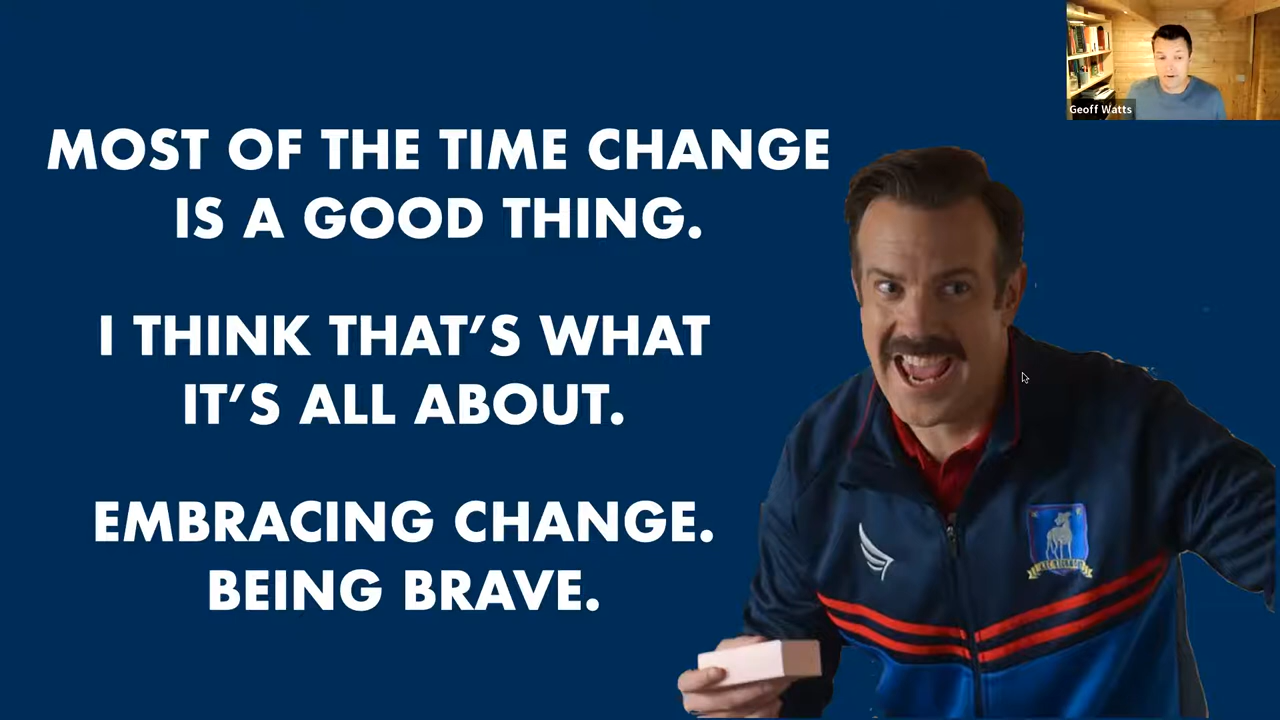 Geoff Watts
MOST OF THE TIME CHANGE
IS A GOOD THING.
I THINK THAT’S WHAT
IT’S ALL ABOUT.
EMBRACING CHANGE.
BEING BRAVE.